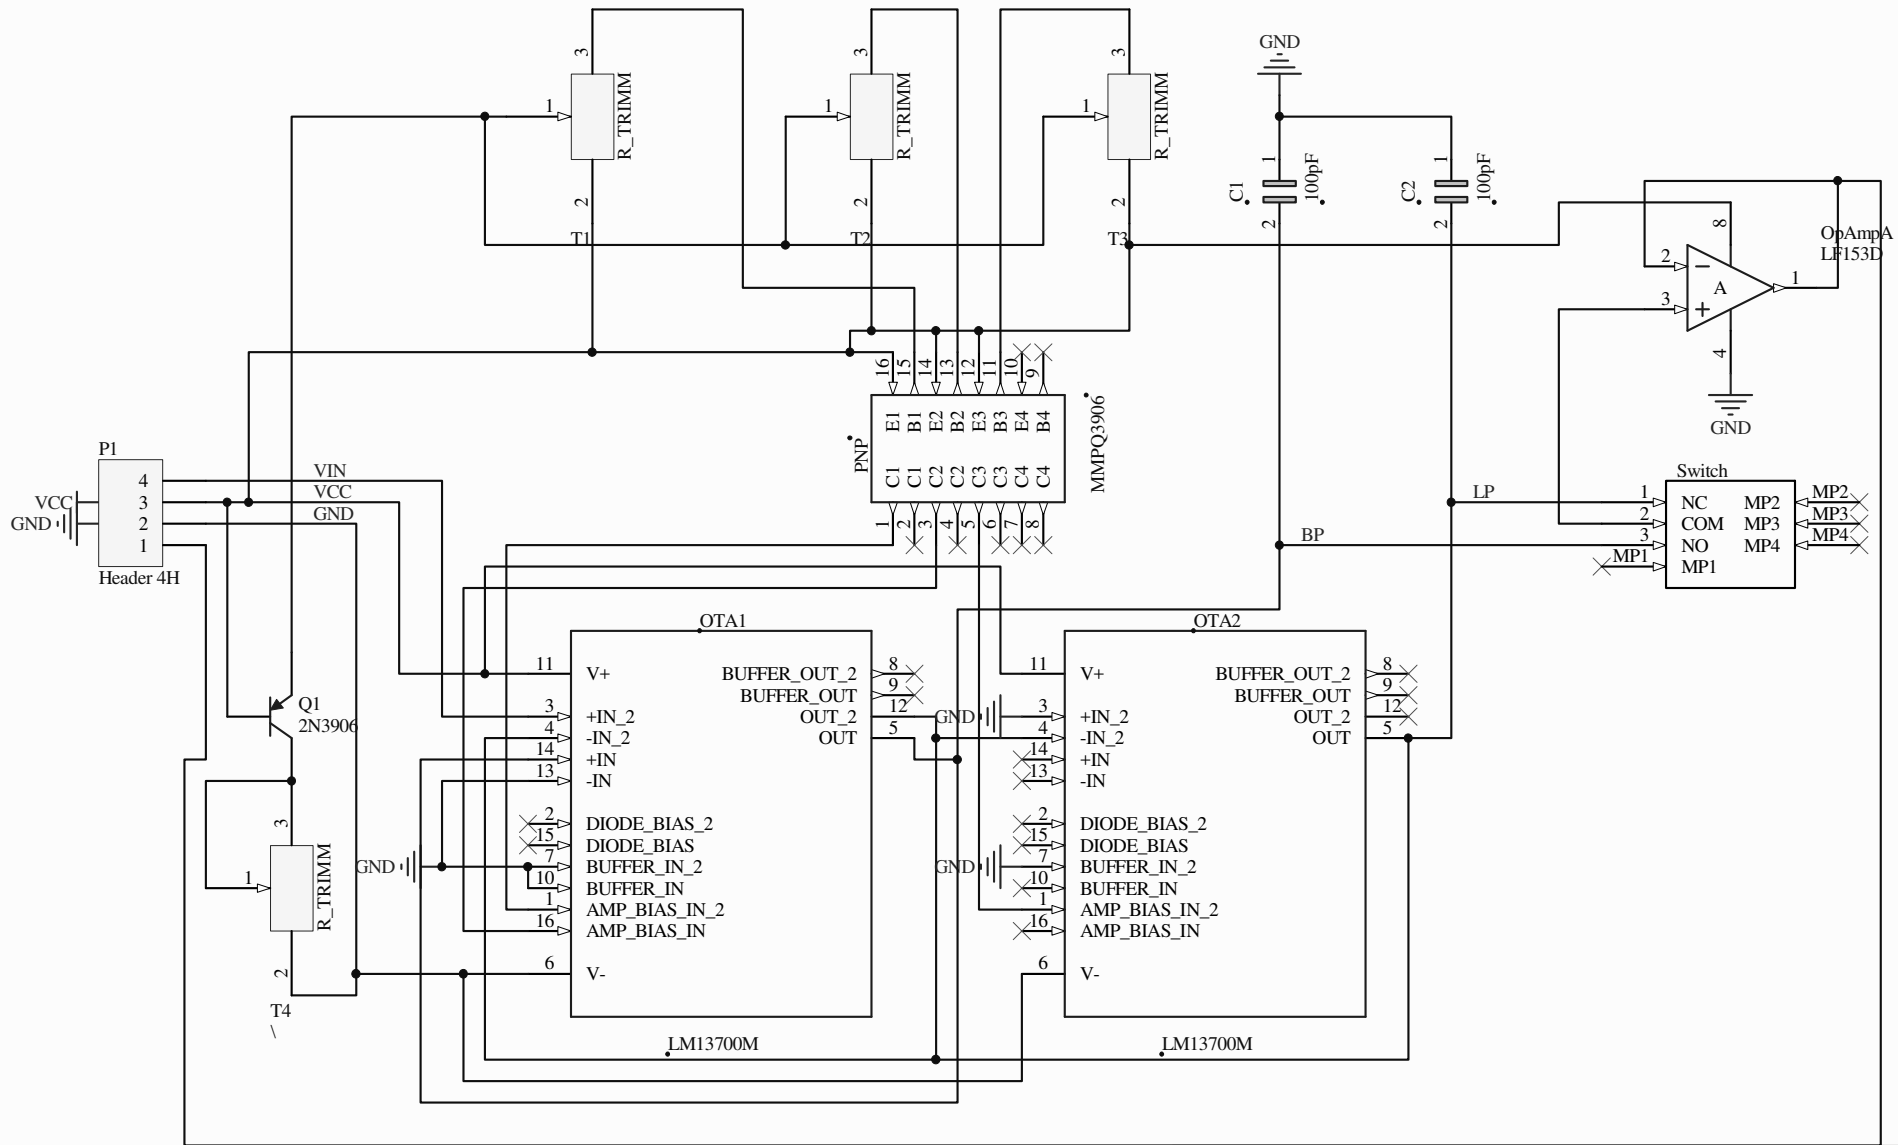 GND
3
3
3
1
1
1
R_TRIMM
R_TRIMM
R_TRIMM
2
2
2
T1
T2
T3
1
1
C1
100pF
C2
100pF
2
2
8
OpAmpA
LF153D
2
A
1
3
4
GND
16
15
14
13
12
11
10
9
E1
B1
E2
B2
E3
B3
E4
B4
PNP
MMPQ3906
C1
C1
C2
C2
C3
C3
C4
C4
1
2
3
4
5
6
7
8
P1
VCC
GND
4
3
2
1
VIN
VCC
GND
Header 4H
Switch
LP
BP
1
2
3
MP1
NC
COM
NO
MP1
MP2
MP3
MP4
MP2
MP3
MP4
Q1
2N3906
3
1
R_TRIMM
2
T4
\
OTA1
11 V+
3 +IN_2
4 -IN_2
14 +IN
13 -IN
2 DIODE_BIAS_2
15 DIODE_BIAS
GND 7 BUFFER_IN_2
10 BUFFER_IN
1 AMP_BIAS_IN_2
16 AMP_BIAS_IN
6 V-
BUFFER_OUT_2 8
BUFFER_OUT 9
OUT_2 12
OUT 5
LM13700M
OTA2
11 V+
GND 3 +IN_2
4 -IN_2
14 +IN
13 -IN
2 DIODE_BIAS_2
15 DIODE_BIAS
GND 7 BUFFER_IN_2
10 BUFFER_IN
1 AMP_BIAS_IN_2
16 AMP_BIAS_IN
6 V-
BUFFER_OUT_2 8
BUFFER_OUT 9
OUT_2 12
OUT 5
LM13700M